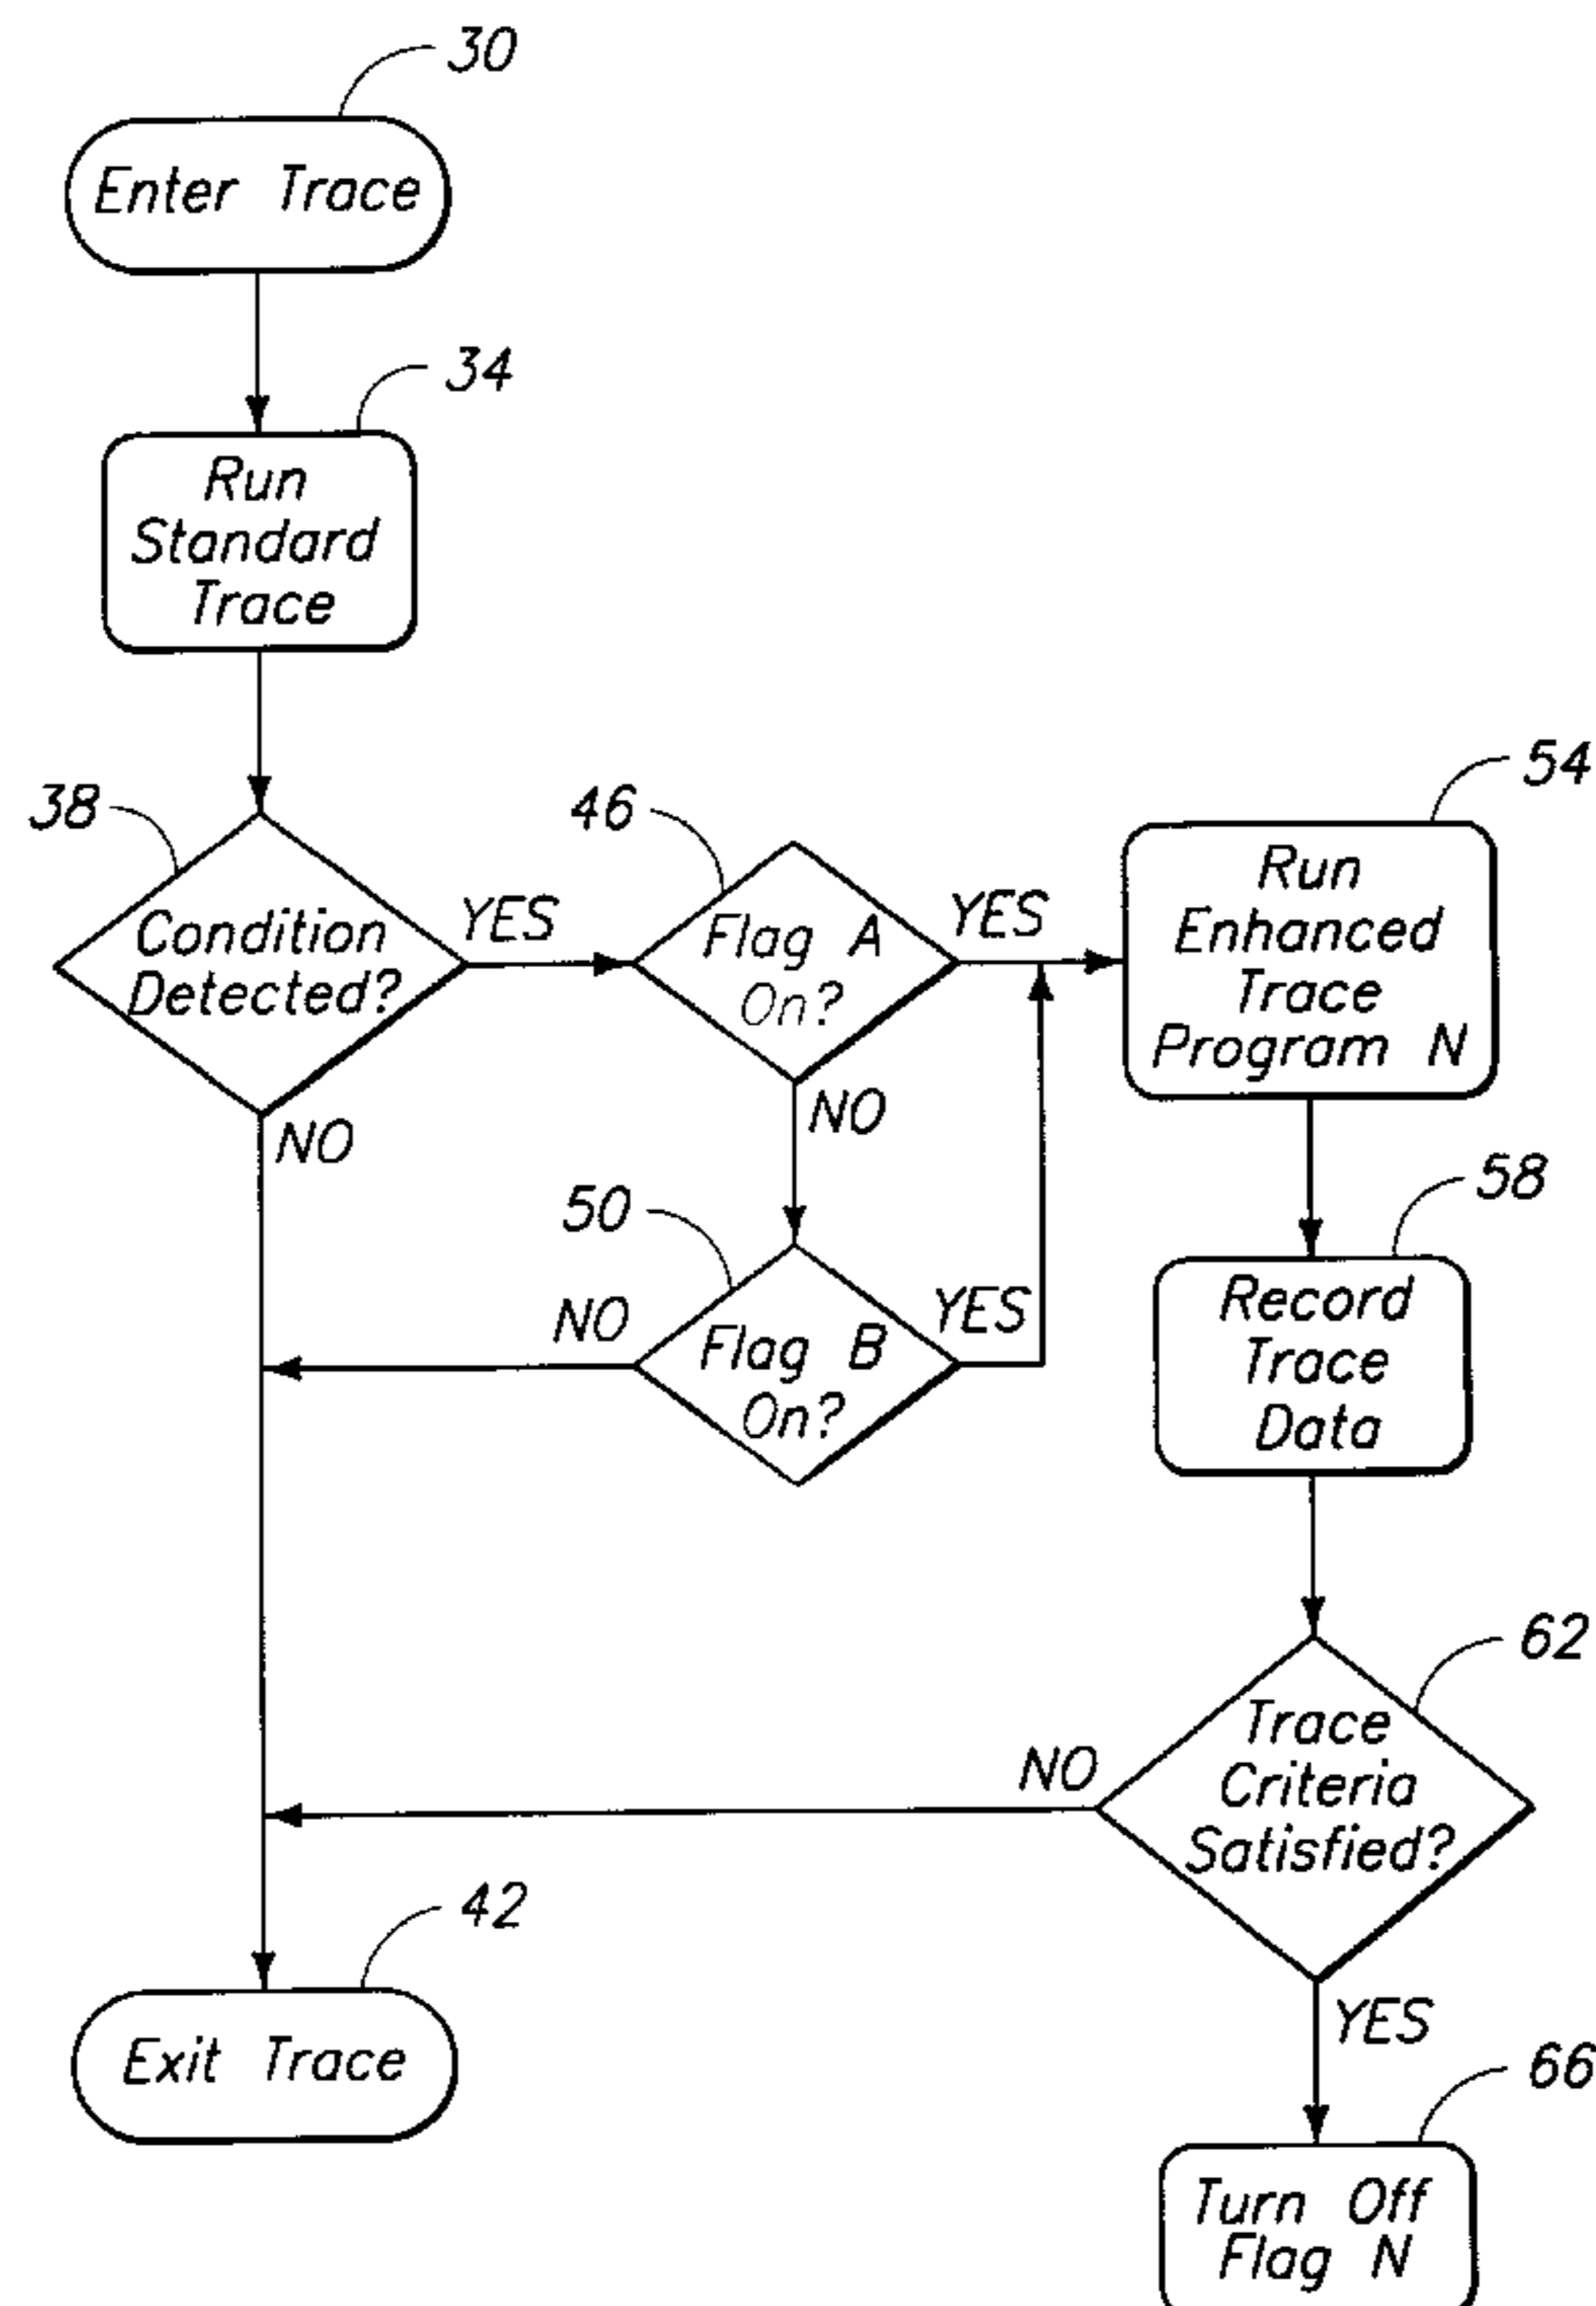 30
Enter Trace
34
Run
Standard
Trace
38
Condition
Detected?
YES
NO
46
Flag A
On?
YES
NO
54
Run
Enhanced
Trace
Program N
50
Flag B
On?
NO
YES
58
Record
Trace
Data
62
Trace
Criteria
Satisfied?
NO
YES
42
Exit Trace
66
Turn Off
Flag N